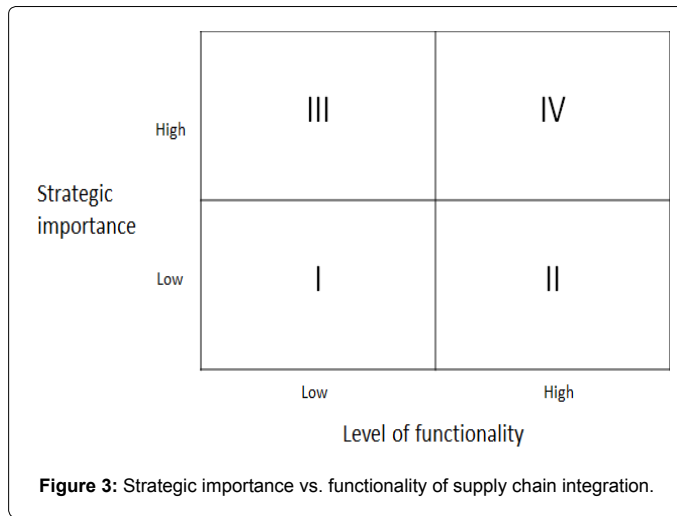 III
IV
High
Strategic
importance
Low
I
II
Low
High
Level of functionality
Figure 3: Strategic importance vs. functionality of supply chain integration.